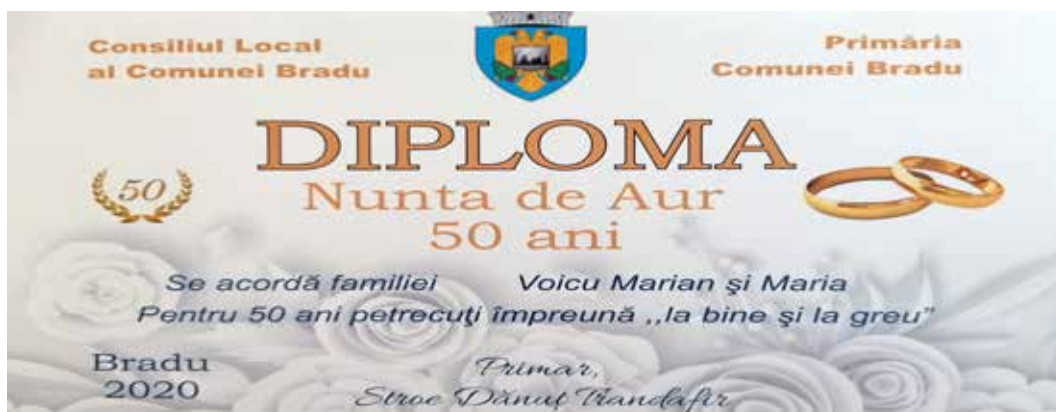 Consiliul Local
al Comunei Bradu
Primăria
Comunei Bradu
DIPLOMA
50
Nunta de Aur
50 ani
Se acordă familiei Voicu Marian şi Maria
Pentru 50 ani petrecuţi împreună ,,la bine şi la greu”
Bradu
2020
Primar,
Stroe Dănuţ Trandafir